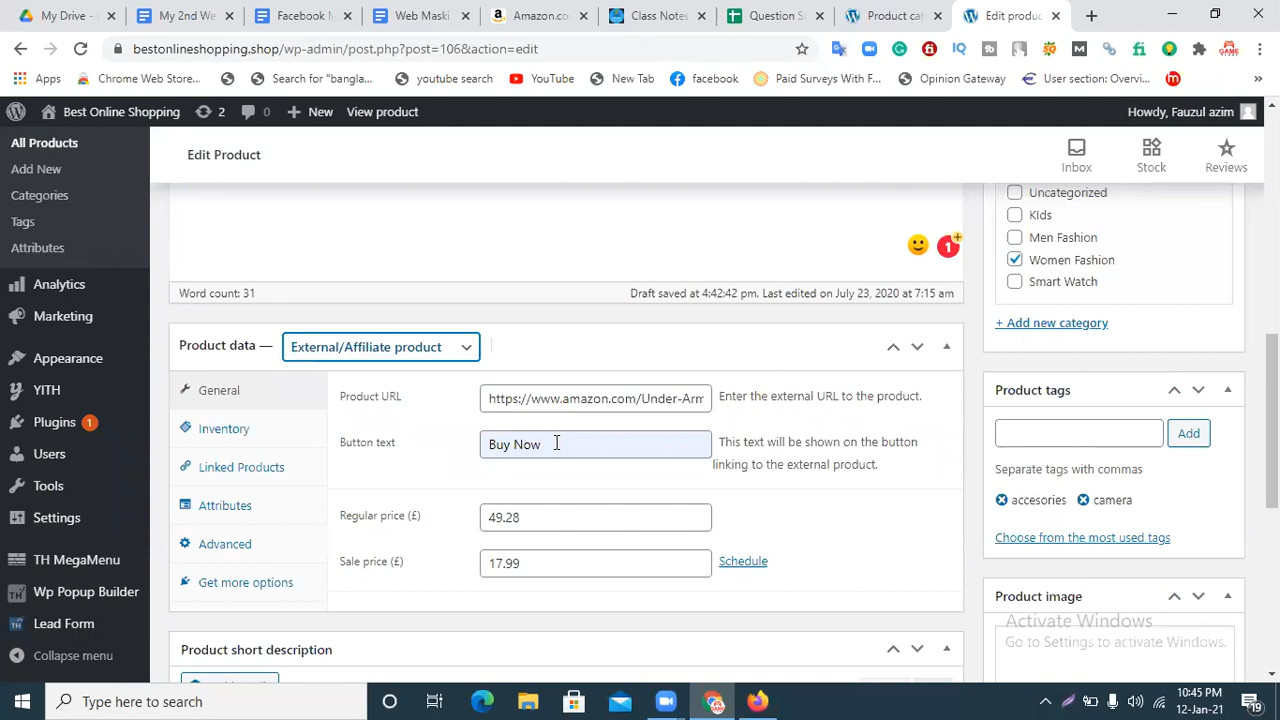 My Drive -
My 2nd We
Facebook M
Web Maski
Amazon.co
Class Notes
Question S
Product ca
Edit produ
bestonlineshopping.shop/wp-admin/post.php?post=106&action=edit
Apps
Chrome Web Store...
Search for "bangla...
youtube search
YouTube
New Tab
facebook
Paid Surveys With F...
Opinion Gateway
User section: Overvi...
Best Online Shopping
2
0
New
View product
Howdy, Fauzul azim
All Products
Add New
Categories
Tags
Attributes
Analytics
Marketing
Appearance
YITH
Plugins 1
Users
Settings
TH MegaMenu
Wp Popup Builder
Lead Form
Collapse menu
Edit Product
Inbox
Stock
Reviews
1
Word count: 31
Draft saved at 4:42:42 pm. Last edited on July 23, 2020 at 7:15 am
Product data —
External/Affiliate product
General
Inventory
Linked Products
Attributes
Advanced
Get more options
Product URL
https://www.amazon.com/Under-Arm
Enter the external URL to the product.
Button text
Buy Now
This text will be shown on the button
linking to the external product.
Regular price (£)
49.28
Sale price (£)
17.99
Schedule
Product short description
Uncategorized
KIds
Men Fashion
Women Fashion
Smart Watch
+ Add new category
Product tags
Add
Separate tags with commas
accesories
camera
Choose from the most used tags
Product image
Activate Windows
Go to Settings to activate Windows.
Type here to search
10:45 PM
12-Jan-21
19